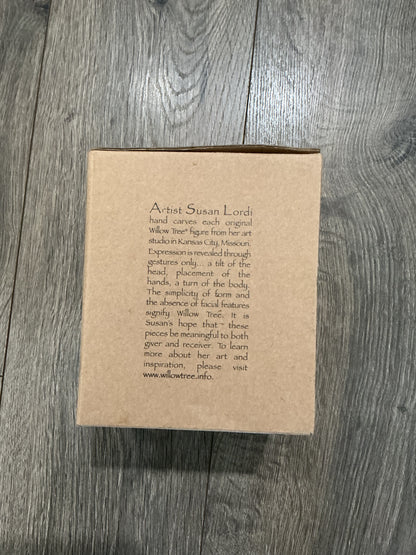 Artist Susan Lordi
hand carves each original
Willow Tree® figure from her art
studio in Kansas City, Missouri.
Expression is revealed through
gestures only... a tilt of the
head, placement of the
hands, a turn of the body.
The simplicity of form and
the absence of facial features
signify Willow Tree. It is
Susan's hope that these
pieces be meaningful to both
giver and receiver. To learn
more about her art and
inspiration, please visit
www.willowtree.info.